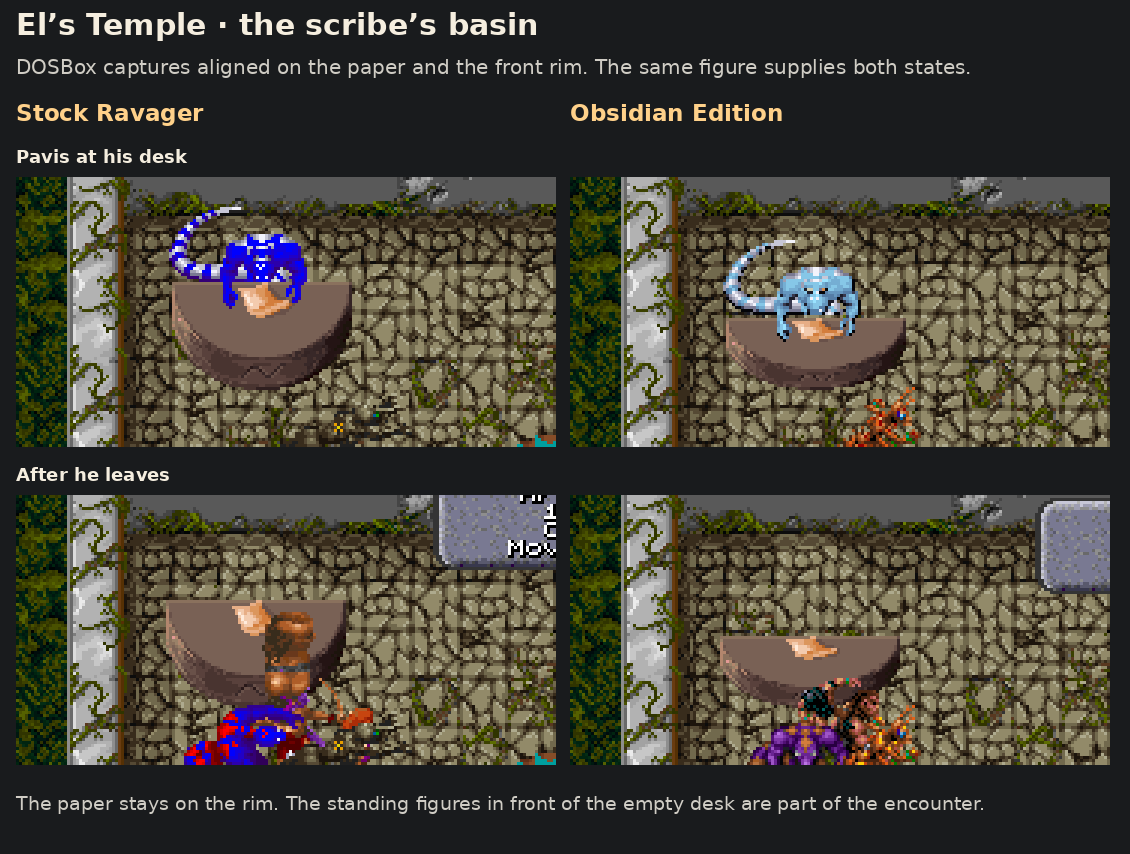 El’s Temple · the scribe’s basin
DOSBox captures aligned on the paper and the front rim. The same figure supplies both states.
Stock Ravager
Obsidian Edition
Pavis at his desk
After he leaves
Mov
The paper stays on the rim. The standing figures in front of the empty desk are part of the encounter.